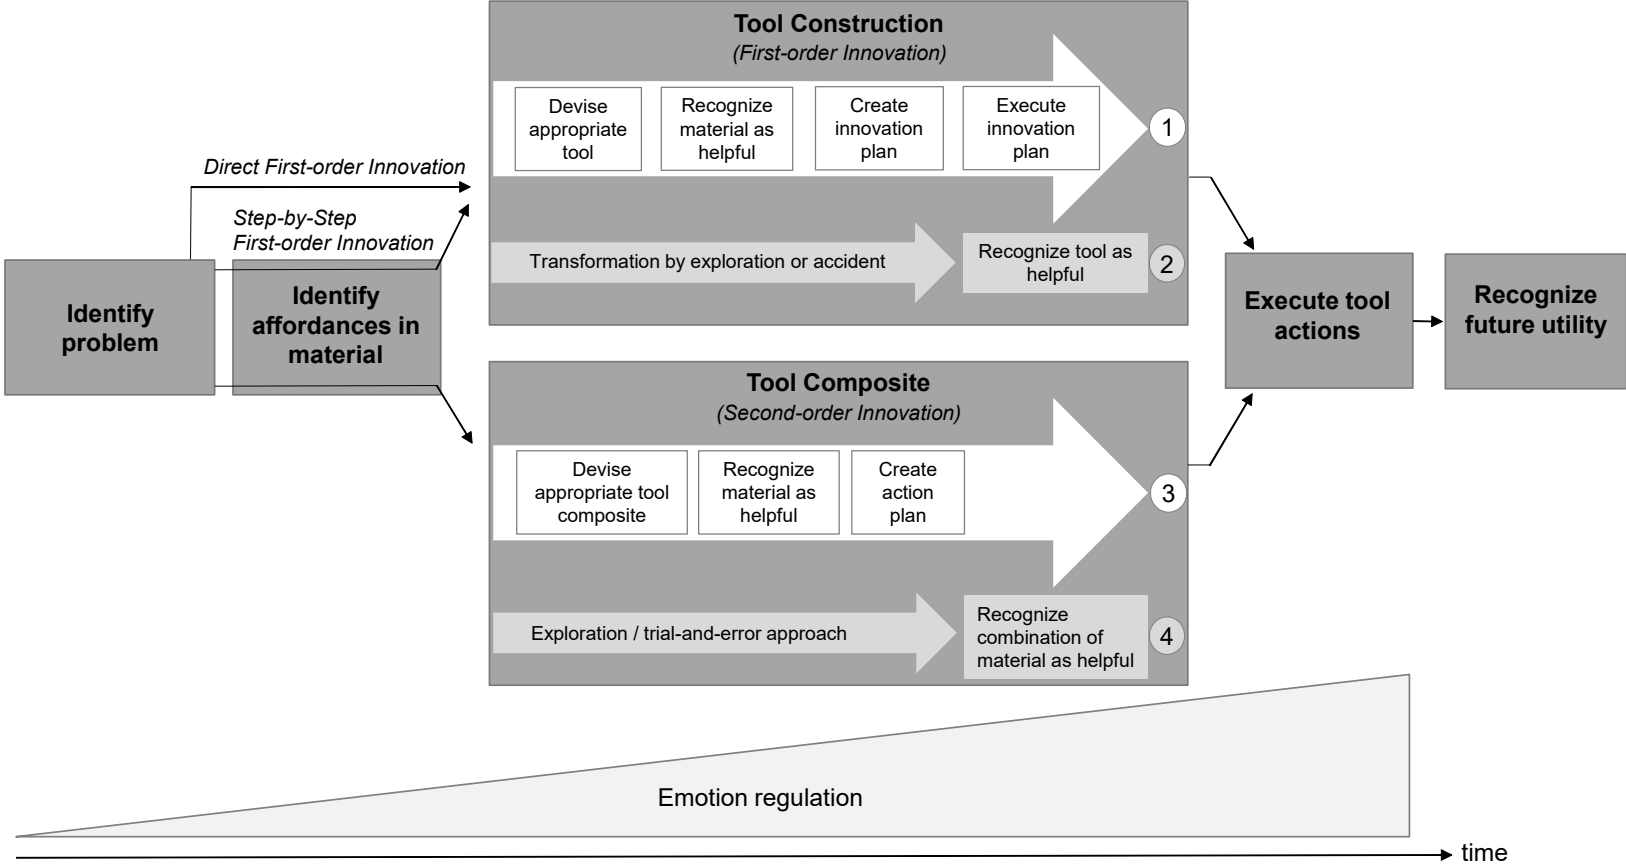 Tool Construction
(First-order Innovation)
Devise
appropriate
tool
Recognize
material as
helpful
Create
innovation
plan
Execute
innovation
plan
1
Direct First-order Innovation
Step-by-Step
First-order Innovation
Transformation by exploration or accident
Recognize tool as
helpful
2
Identify
problem
Identify
affordances in
material
Execute tool
actions
Recognize
future utility
Tool Composite
(Second-order Innovation)
Devise
appropriate tool
composite
Recognize
material as
helpful
Create
action
plan
3
Exploration / trial-and-error approach
Recognize
combination of
material as helpful
4
Emotion regulation
time